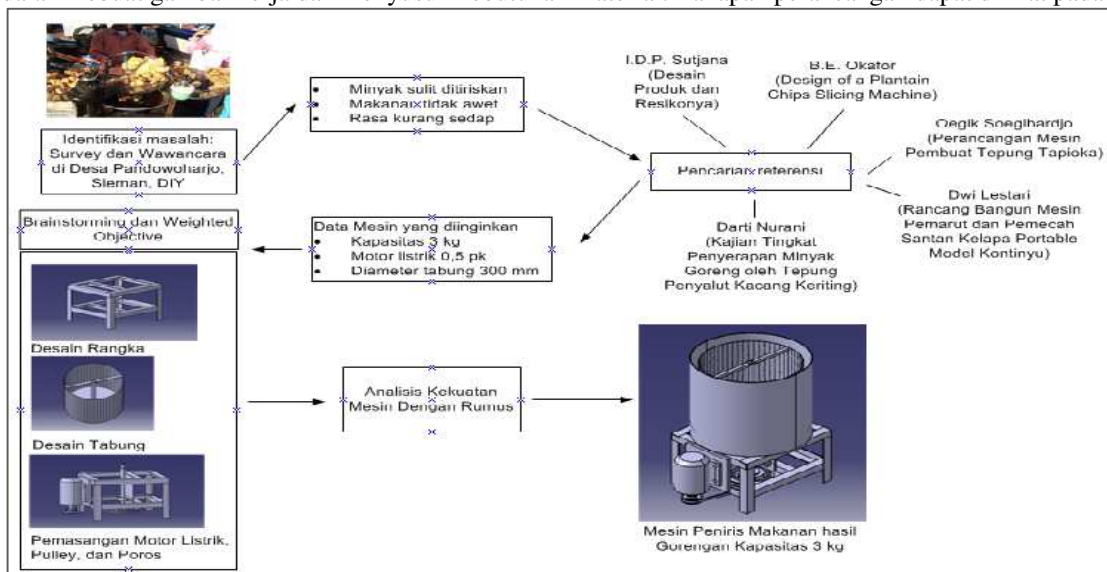 Minyak sulit ditiriskan
Makanan tidak awet
Rasa kurang sedap
I.D.P. Sutjana
(Desain
Produk dan
Resikonya)
B.E. Okafor
(Design of a Plantain
Chips Slicing Machine)
Oegik Soegihardjo
(Perancangan Mesin
Pembuat Tepung Tapioka)
Identifikasi masalah:
Survey dan Wawancara
di Desa Pandowoharjo,
Sleman, DIY
Pencarian referensi
Dwi Lestari
(Rancang Bangun Mesin
Pemarut dan Pemecah
Santan Kelapa Portable
Model Kontinyu)
Darti Nurani
(Kajian Tingkat
Penyerapan Minyak
Goreng oleh Tepung
Penyalut Kacang Keriting)
Data Mesin yang diinginkan
Kapasitas 3 kg
Motor listrik 0,5 pk
Diameter tabung 300 mm
Brainstorming dan Weighted
Objective
Desain Rangka
Desain Tabung
Pemasangan Motor Listrik,
Pulley, dan Poros
Analisis Kekuatan
Mesin Dengan Rumus
Mesin Peniris Makanan hasil
Gorengan Kapasitas 3 kg